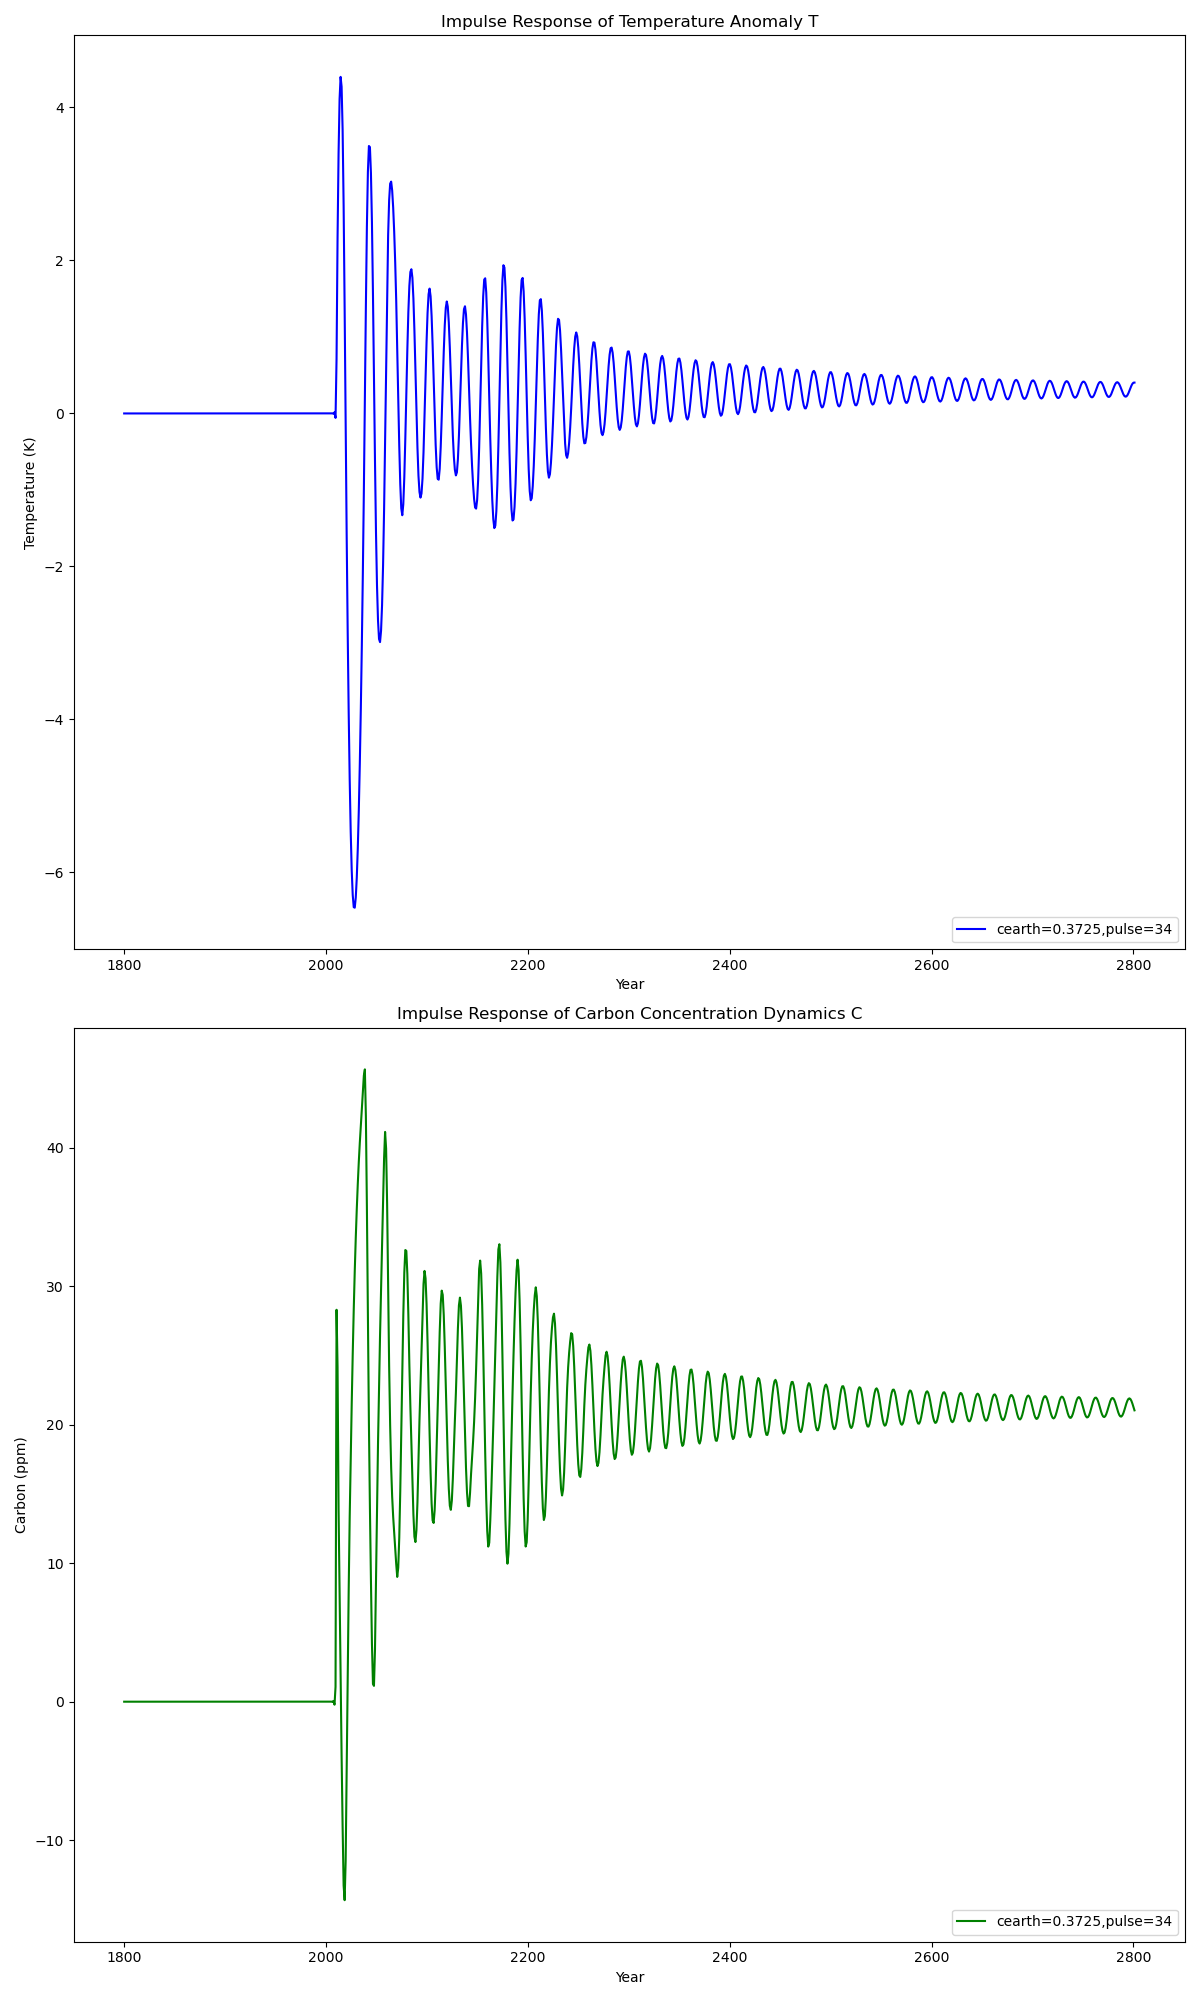 Impulse Response of Temperature Anomaly T
Temperature (K)
4
2
0
−2
−4
−6
cearth=0.3725,pulse=34
1800 2000 2200 2400 2600 2800
Year
Impulse Response of Carbon Concentration Dynamics C
Carbon (ppm)
40
30
20
10
0
−10
cearth=0.3725,pulse=34
1800 2000 2200 2400 2600 2800
Year